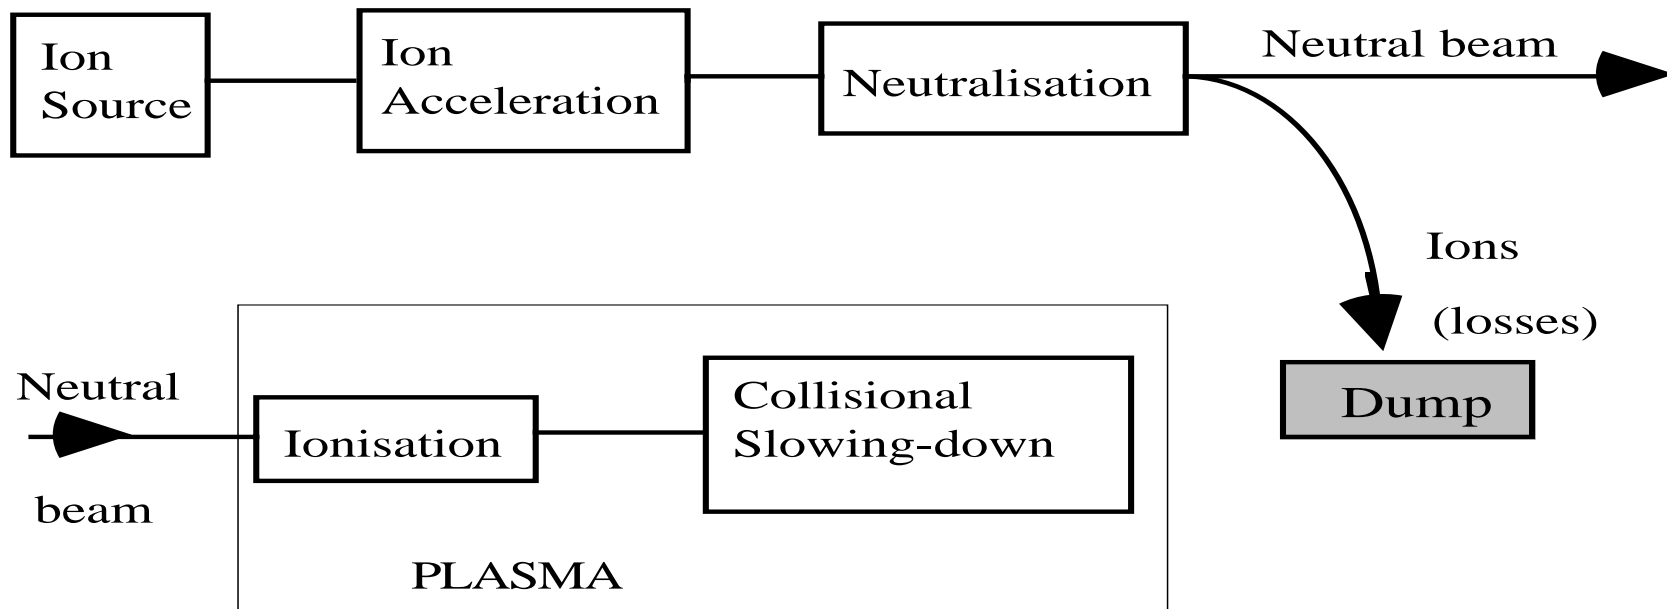 Ion
Source
Ion
Acceleration
Neutralisation
Neutral beam
Ions
(losses)
Dump
Neutral
beam
Ionisation
Collisional
Slowing-down
PLASMA